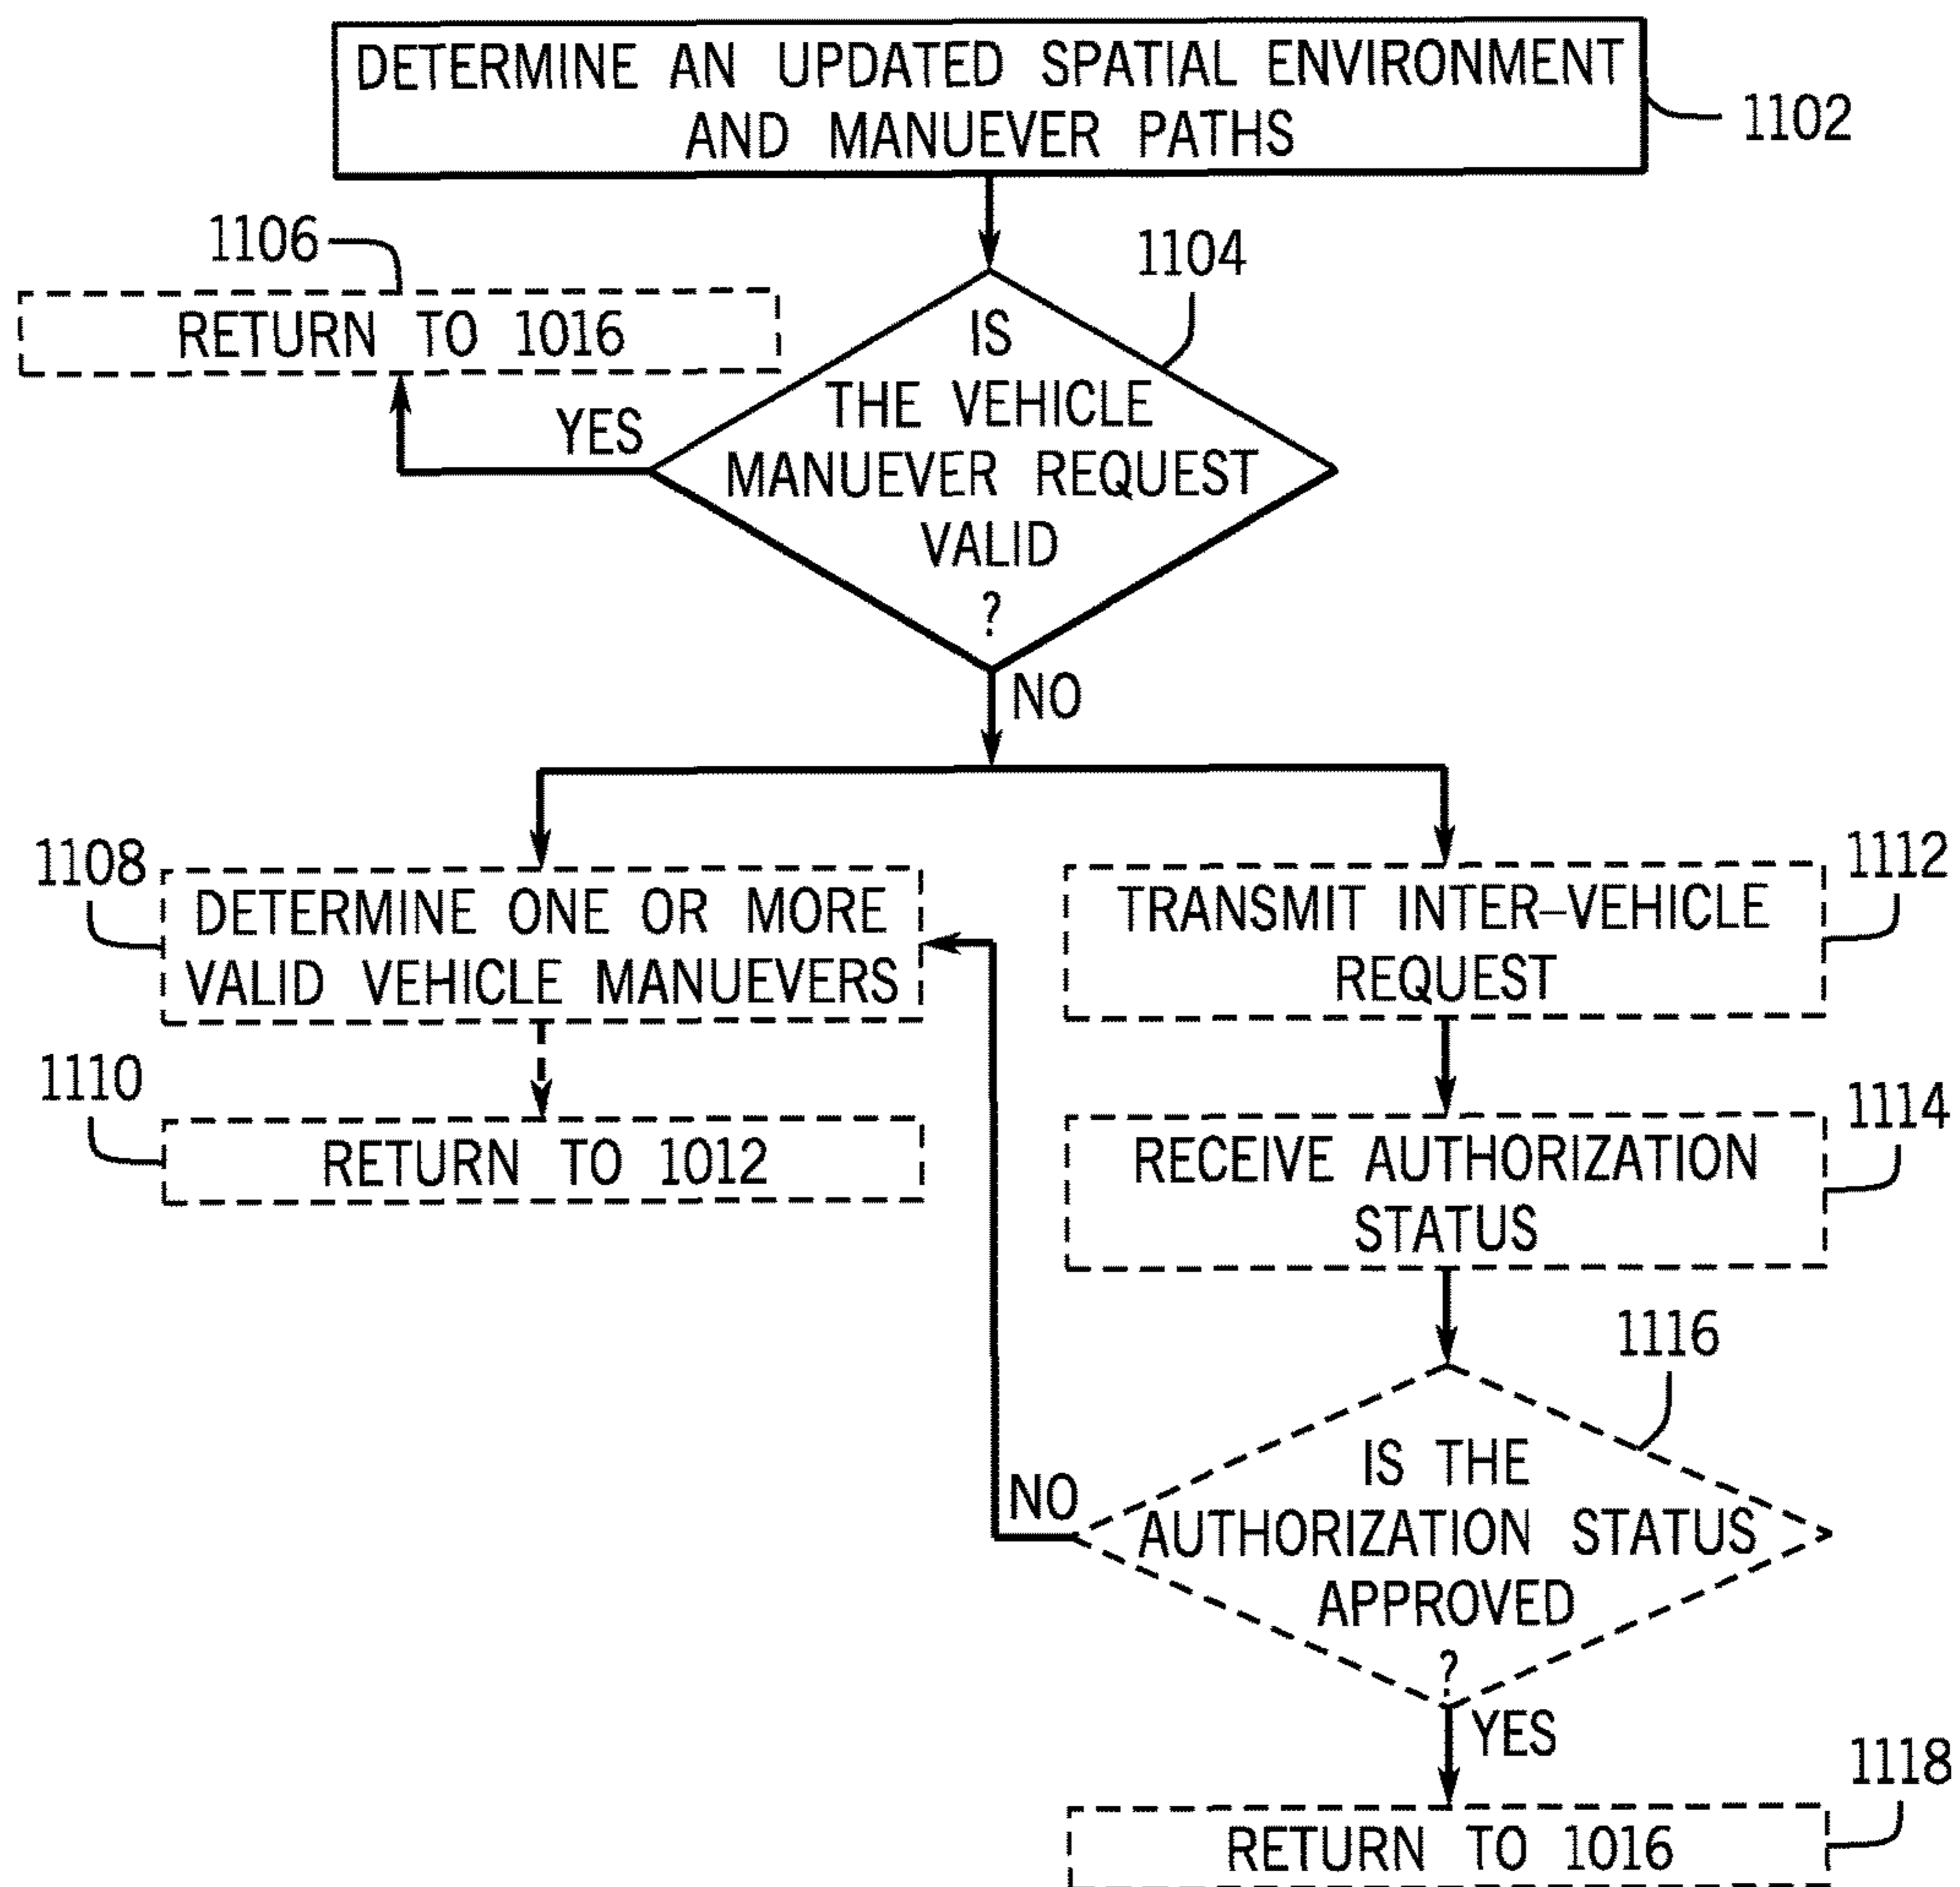 DETERMINE AN UPDATED SPATIAL ENVIRONMENT
AND MANUEVER PATHS
1102
1106
RETURN TO 1016
1104
IS
THE VEHICLE
MANUEVER REQUEST
VALID
?
YES
NO
1108
DETERMINE ONE OR MORE
VALID VEHICLE MANUEVERS
1110
RETURN TO 1012
1112
TRANSMIT INTER-VEHICLE
REQUEST
1114
RECEIVE AUTHORIZATION
STATUS
1116
IS THE
AUTHORIZATION STATUS
APPROVED
?
NO
YES
1118
RETURN TO 1016